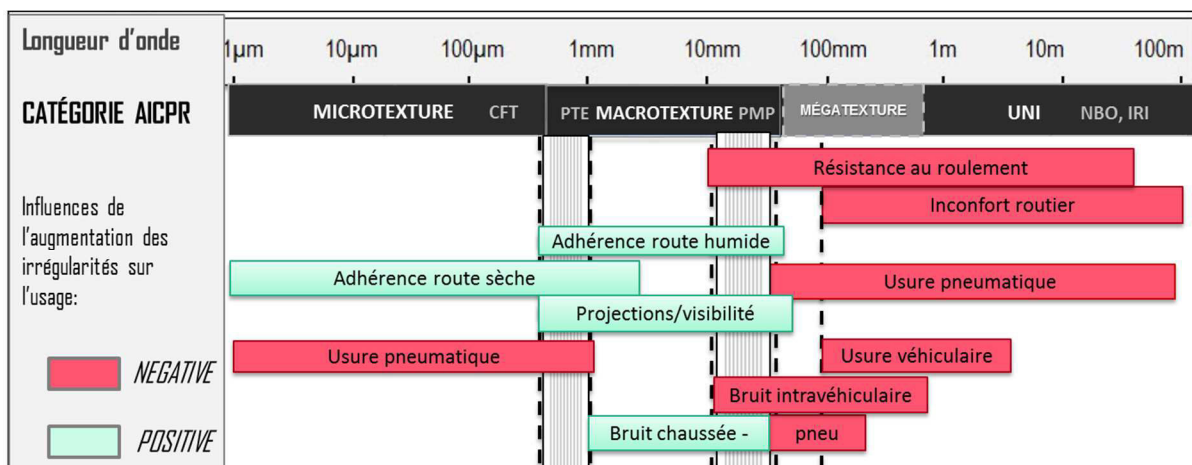 Longueur d'onde
1µm 10µm 100µm 1mm 10mm 100mm 1m 10m 100m
CATÉGORIE AICPR
MICROTEXTURE CFT PTE MACROTEXTURE PMP MÉGATEXTURE UNI NBO, IRI
Influences de
l'augmentation des
irrégularités sur
l'usage:
NEGATIVE
POSITIVE
Résistance au roulement
Inconfort routier
Adhérence route humide
Adhérence route sèche
Usure pneumatique
Projections/visibilité
Usure pneumatique
Usure véhiculaire
Bruit intravéhiculaire
Bruit chaussée - pneu